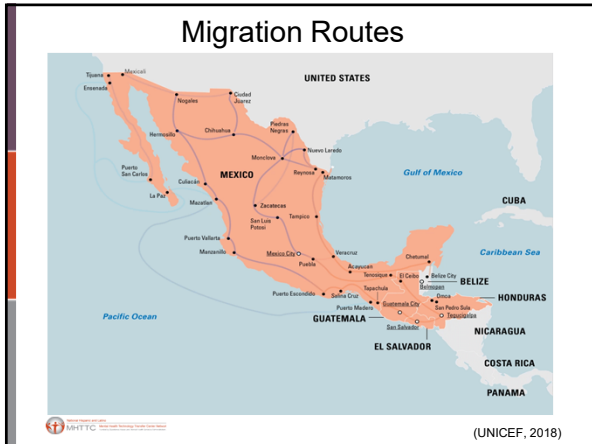 Migration Routes
UNITED STATES
Tijuana
Mexicali
Ensenada
Nogales
Ciudad
Juarez
Hermosillo
Chihuahua
Piedras
Negras
Nuevo Laredo
Monclova
Reynosa
Matamoros
MEXICO
Gulf of Mexico
Puerto
San Carlos
La Paz
Culiacán
Mazatlan
Zacatecas
San Luis
Potosi
Tampico
CUBA
Puerto Vallerta
Manzanillo
Mexico City
Puebla
Veracruz
Acayucan
Chetumal
Caribbean Sea
Tenosique
El Ceibo
Belize City
Belmopan
BELIZE
Puerto Escondido
Salina Cruz
Tapachula
Puerto Madero
Guatemala City
Omoa
San Pedro Sula
Tegucigalpa
HONDURAS
Pacific Ocean
GUATEMALA
San Salvador
EL SALVADOR
NICARAGUA
COSTA RICA
PANAMA
MHTTC
(UNICEF, 2018)